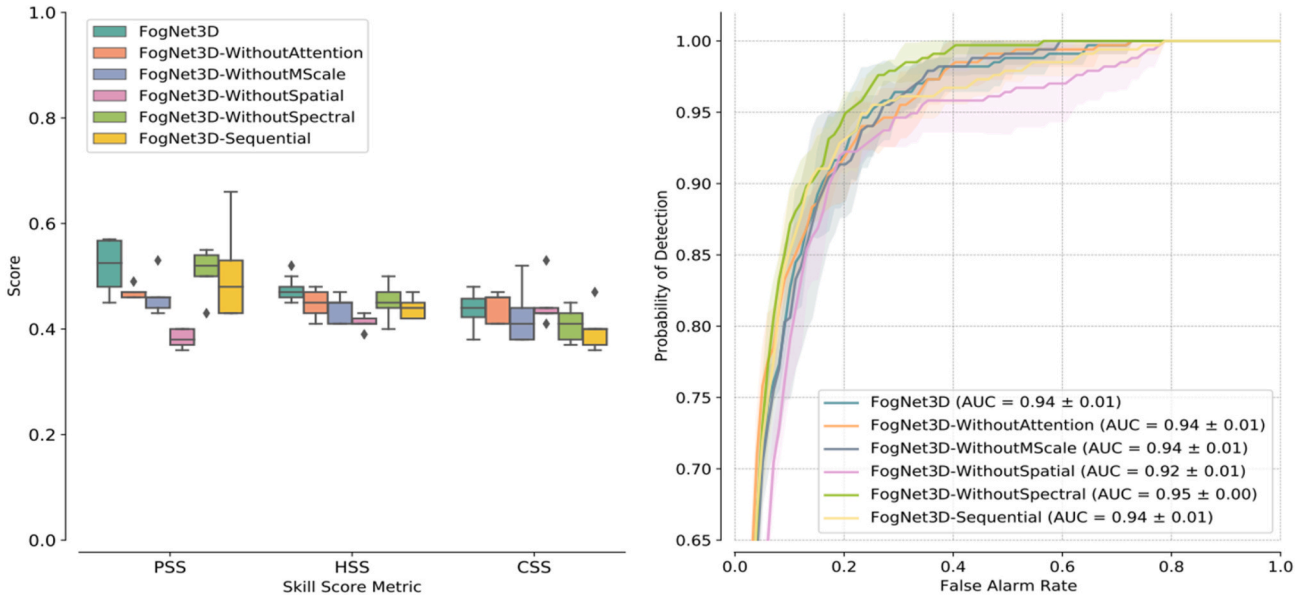 1.0
0.8
0.6
0.4
0.2
0.0
Score
FogNet3D
FogNet3D-WithoutAttention
FogNet3D-WithoutMScale
FogNet3D-WithoutSpatial
FogNet3D-WithoutSpectral
FogNet3D-Sequential
PSS
HSS
CSS
Skill Score Metric
1.00
0.95
0.90
0.85
0.80
0.75
0.70
0.65
Probability of Detection
FogNet3D (AUC = 0.94 ± 0.01)
FogNet3D-WithoutAttention (AUC = 0.94 ± 0.01)
FogNet3D-WithoutMScale (AUC = 0.94 ± 0.01)
FogNet3D-WithoutSpatial (AUC = 0.92 ± 0.01)
FogNet3D-WithoutSpectral (AUC = 0.95 ± 0.00)
FogNet3D-Sequential (AUC = 0.94 ± 0.01)
0.0
0.2
0.4
0.6
0.8
1.0
False Alarm Rate